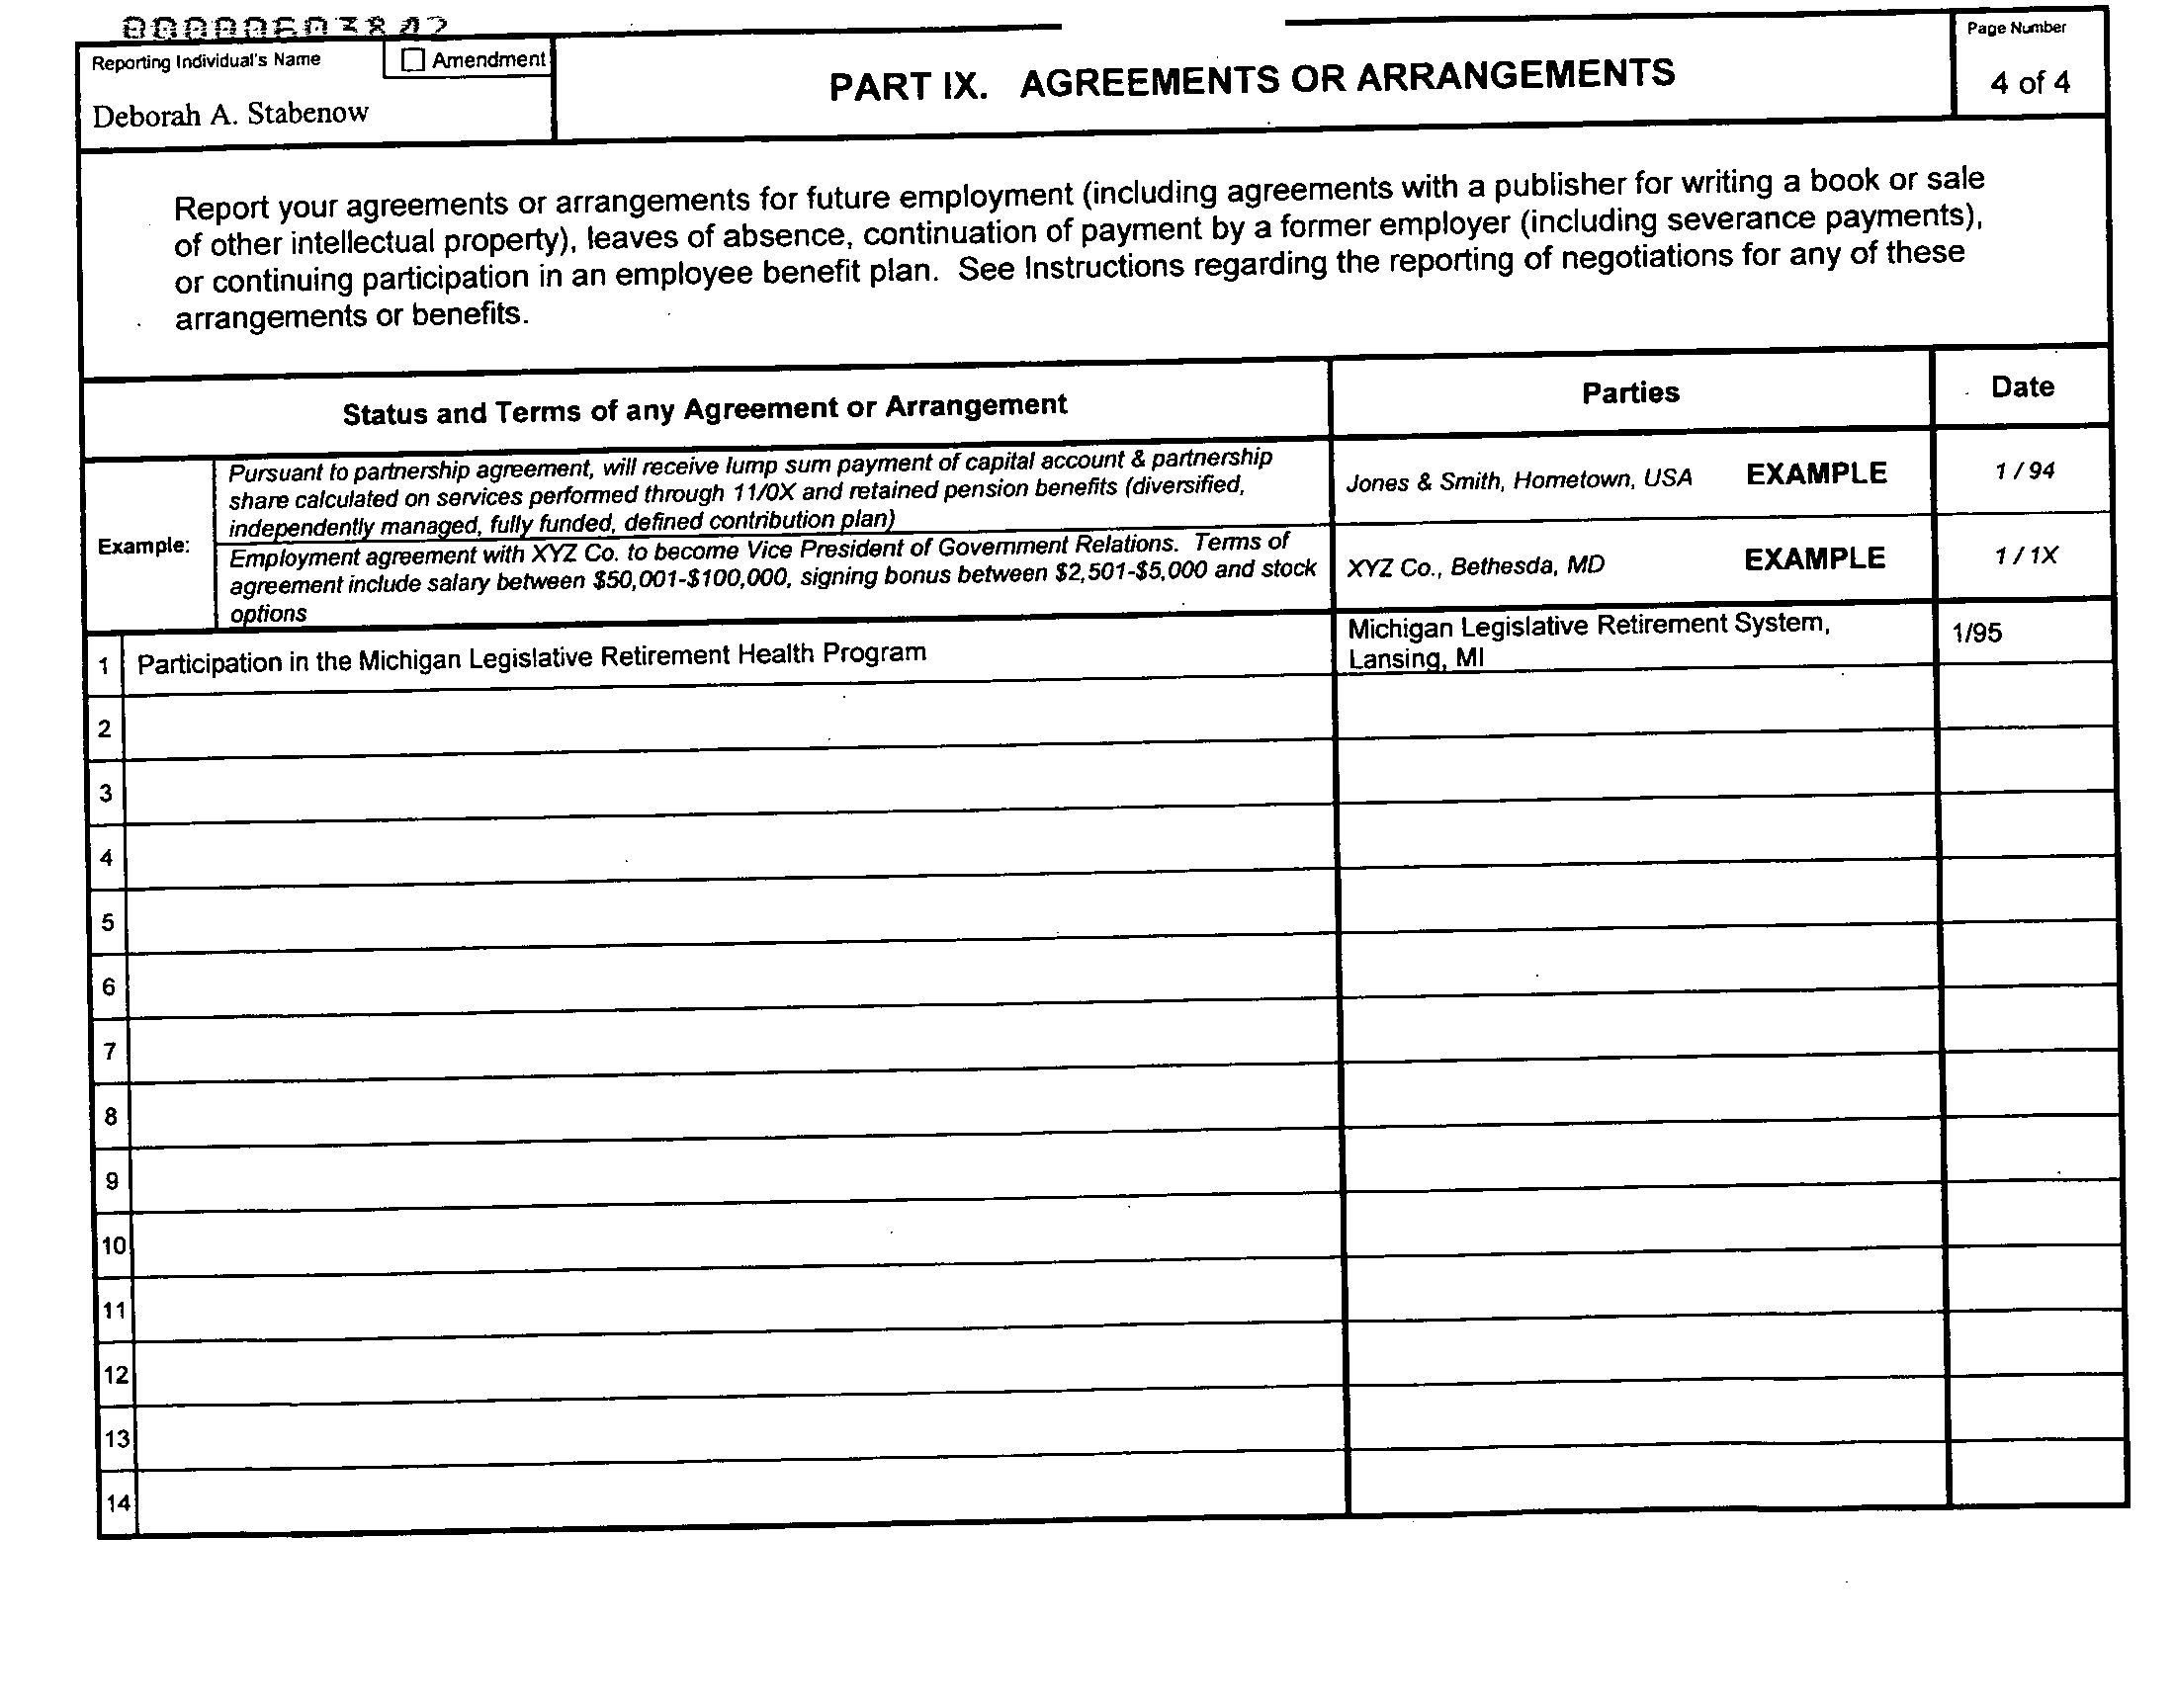 Reporting Individual's Name
Amendment
Deborah A. Stabenow
PART IX. AGREEMENTS OR ARRANGEMENTS
Page Number
4 of 4
Report your agreements or arrangements for future employment (including agreements with a publisher for writing a book or sale
of other intellectual property), leaves of absence, continuation of payment by a former employer (including severance payments),
or continuing participation in an employee benefit plan. See Instructions regarding the reporting of negotiations for any of these
arrangements or benefits.
Status and Terms of any Agreement or Arrangement
Parties
Date
Example:
Pursuant to partnership agreement, will receive lump sum payment of capital account & partnership
share calculated on services performed through 11/0X and retained pension benefits (diversified,
independently managed, fully funded, defined contribution plan)
Jones & Smith, Hometown, USA EXAMPLE
1 / 94
Employment agreement with XYZ Co. to become Vice President of Government Relations. Terms of
agreement include salary between $50,001-$100,000, signing bonus between $2,501-$5,000 and stock
options
XYZ Co., Bethesda, MD EXAMPLE
1 / 1X
1 Participation in the Michigan Legislative Retirement Health Program
Michigan Legislative Retirement System,
Lansing, MI
1/95
2
3
4
5
6
7
8
9
10
11
12
13
14